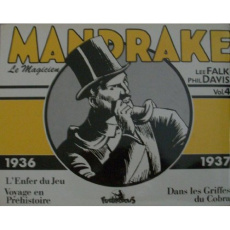 MANDRAKE
Le Magicien
LEE FALK
PHIL DAVIS
Vol.4
1936
1937
L'Enfer du Jeu
Voyage en
Préhistoire
Dans les Griffes
du Cobra